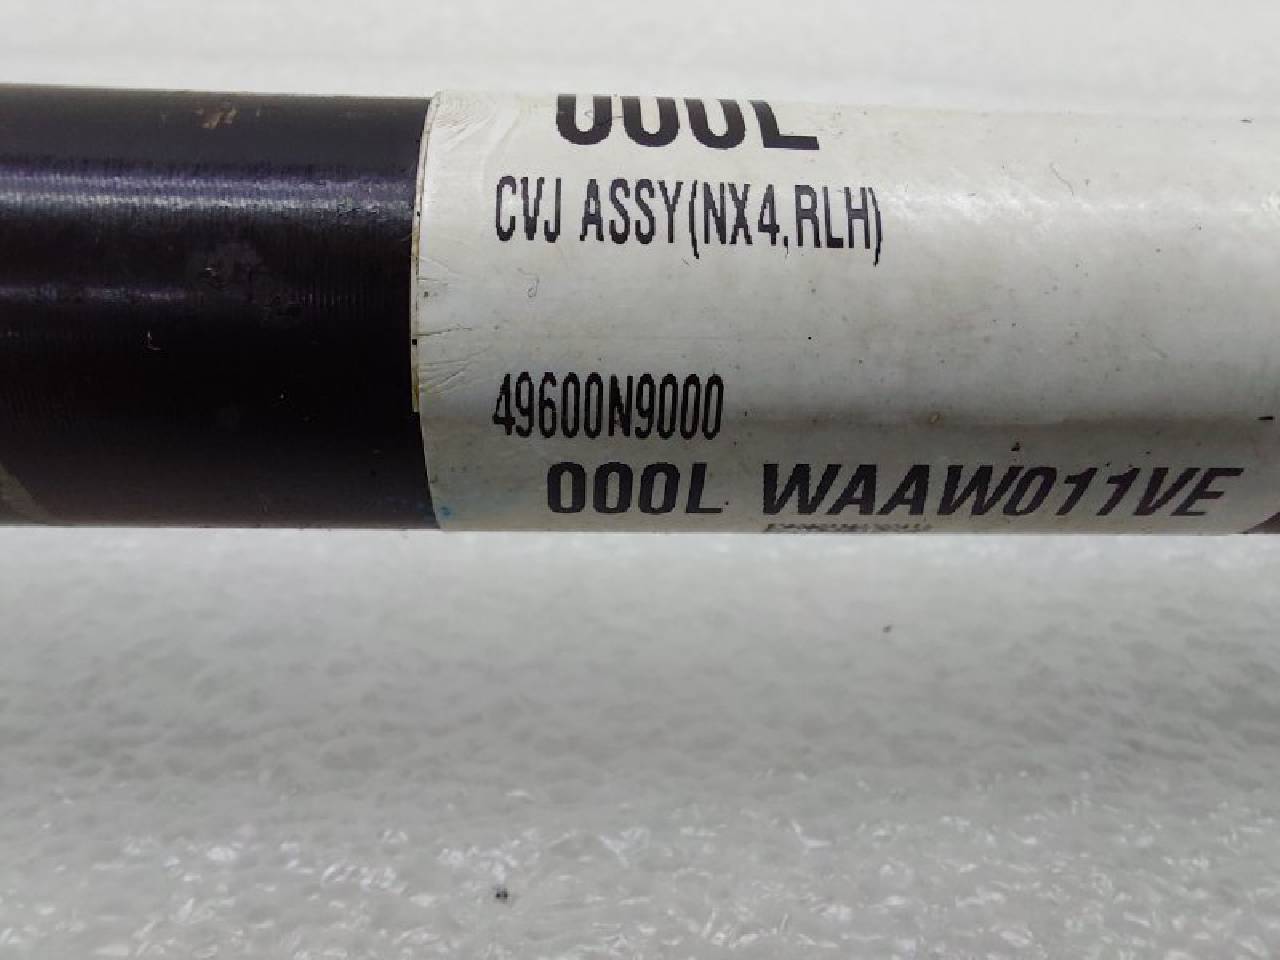 000L
CVJ ASSY(NX4,RLH)
49600N9000
000L WAAW011VE